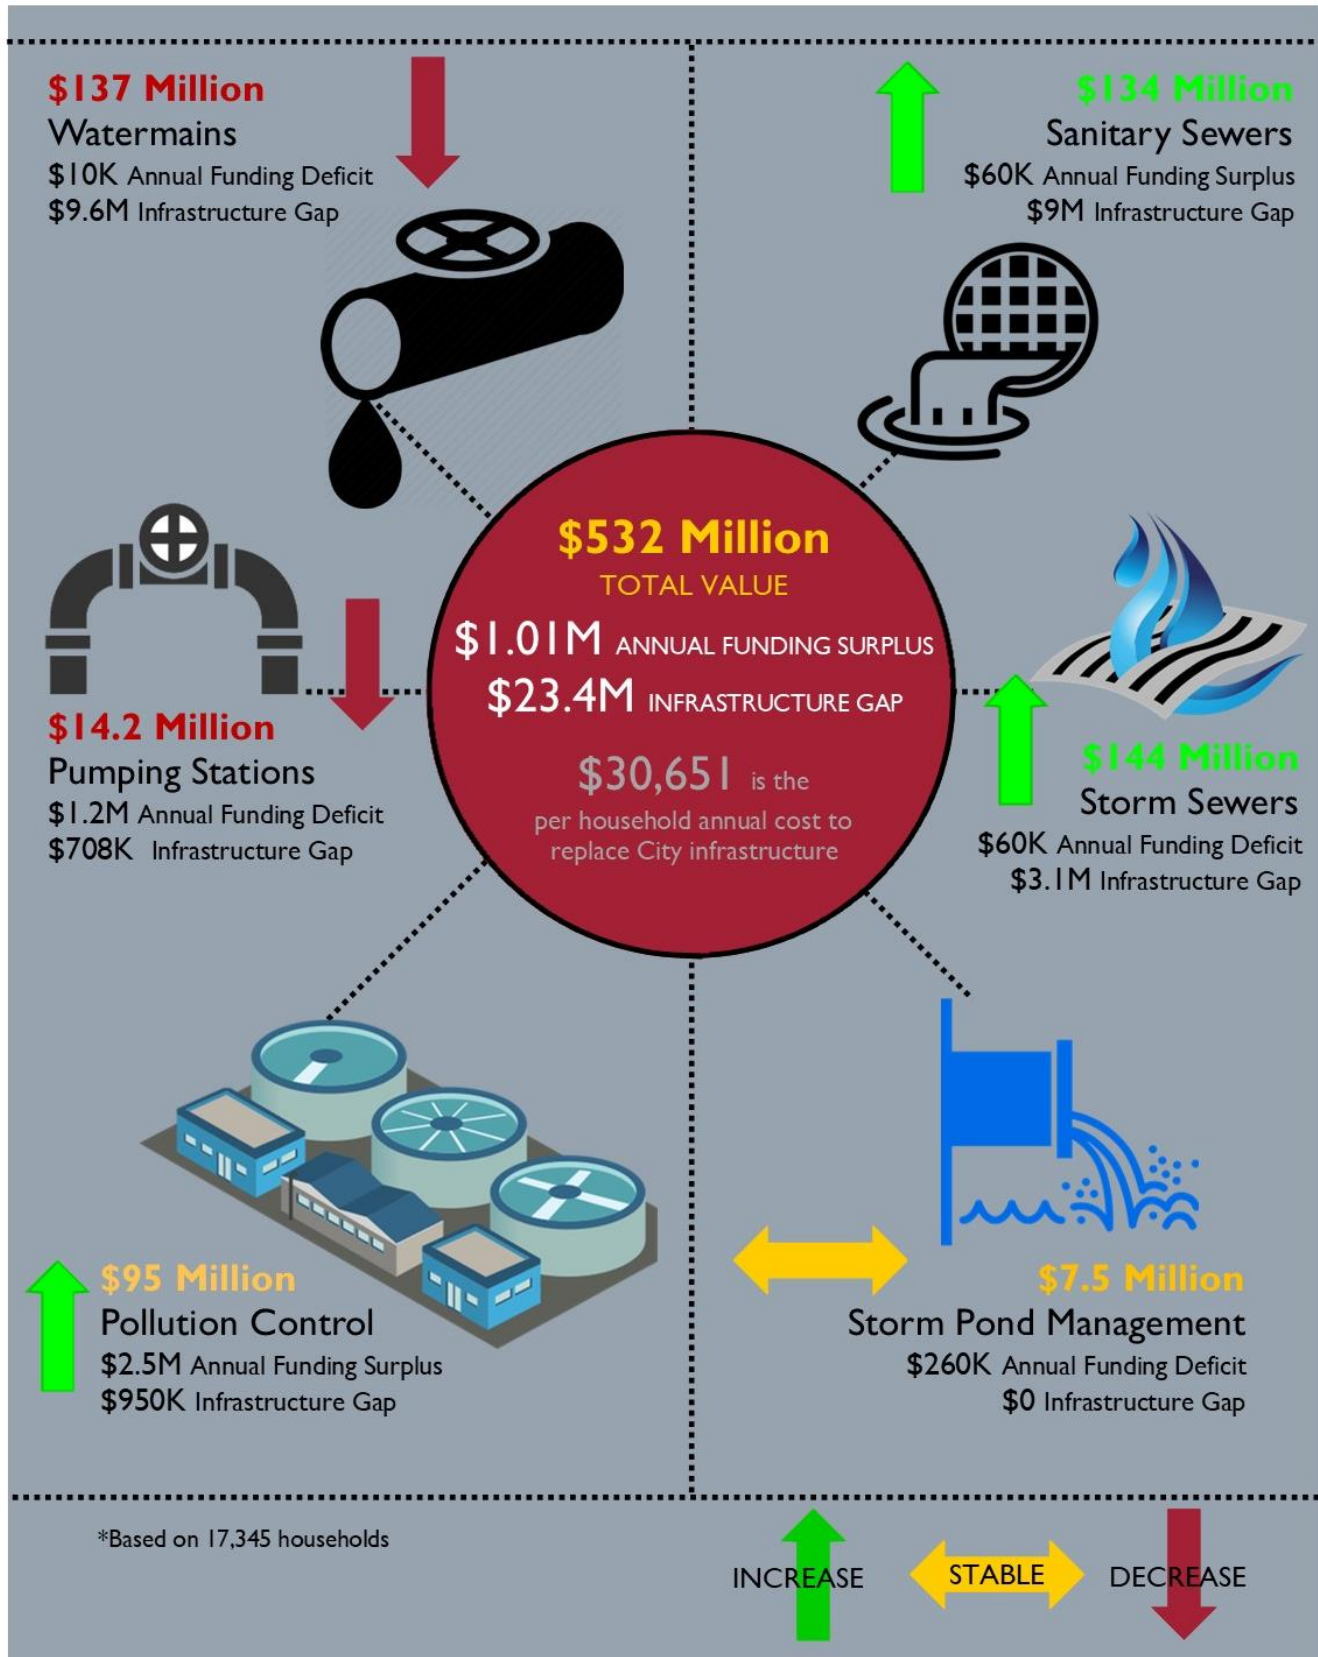 $137 Million
Watermains
$10K Annual Funding Deficit
$9.6M Infrastructure Gap
$134 Million
Sanitary Sewers
$60K Annual Funding Surplus
$9M Infrastructure Gap
$532 Million
TOTAL VALUE
$1.01M ANNUAL FUNDING SURPLUS
$23.4M INFRASTRUCTURE GAP
$30,651 is the
per household annual cost to
replace City infrastructure
$14.2 Million
Pumping Stations
$1.2M Annual Funding Deficit
$708K Infrastructure Gap
$144 Million
Storm Sewers
$60K Annual Funding Deficit
$3.1M Infrastructure Gap
$95 Million
Pollution Control
$2.5M Annual Funding Surplus
$950K Infrastructure Gap
$7.5 Million
Storm Pond Management
$260K Annual Funding Deficit
$0 Infrastructure Gap
*Based on 17,345 households
INCREASE
STABLE
DECREASE